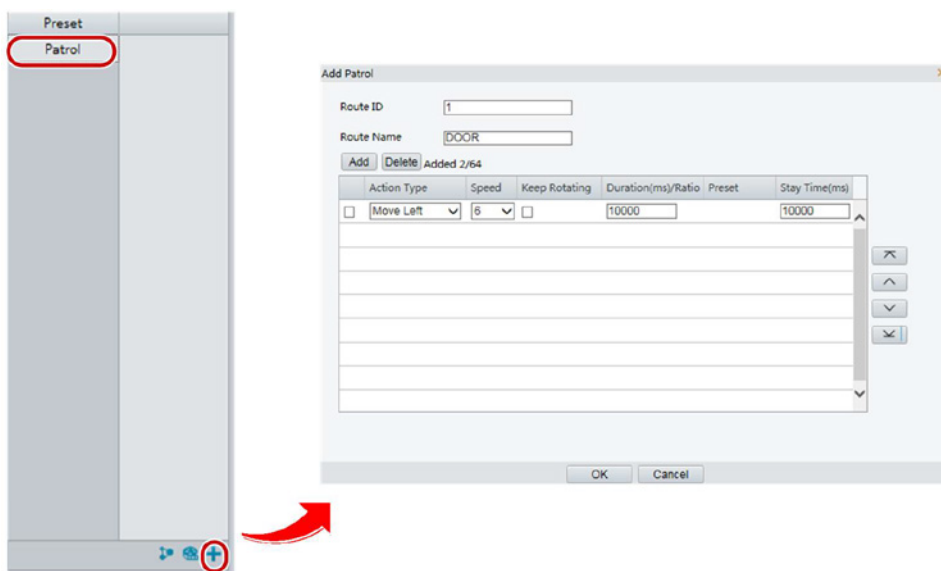 Preset
Patrol
Add Patrol
Route ID 1
Route Name DOOR
Add Delete Added 2/64
Action Type Speed Keep Rotating Duration(ms)/Ratio Preset Stay Time(ms)
Move Left 6 10000 10000
OK Cancel